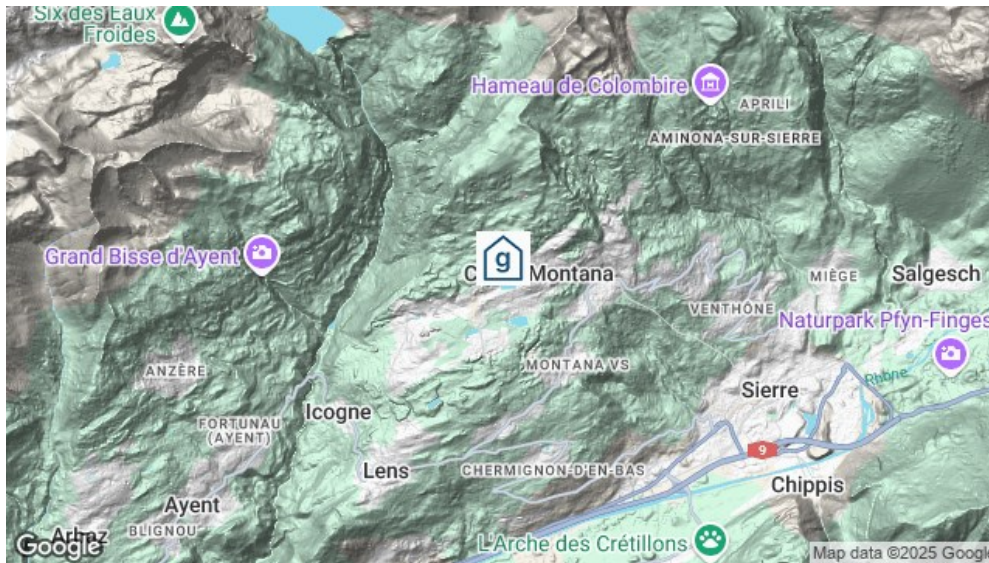 Six des Eaux
Froides
Hameau de Colombire
APRILI
AMINONA-SUR-SIERRE
Grand Bisse d'Ayent
g
Montana
MIÈGE
Salgesch
VENTHÔNE
Naturpark Pfyn-Finges
ANZÈRE
MONTANA VS
Rhône
Sierre
Icogne
FORTUNAU
(AYENT)
9
Lens
CHERMIGNON-D'EN-BAS
Chippis
Ayent
BLIGNOU
Arbaz
Google
L'Arche des Crétillons
Map data ©2025 Google